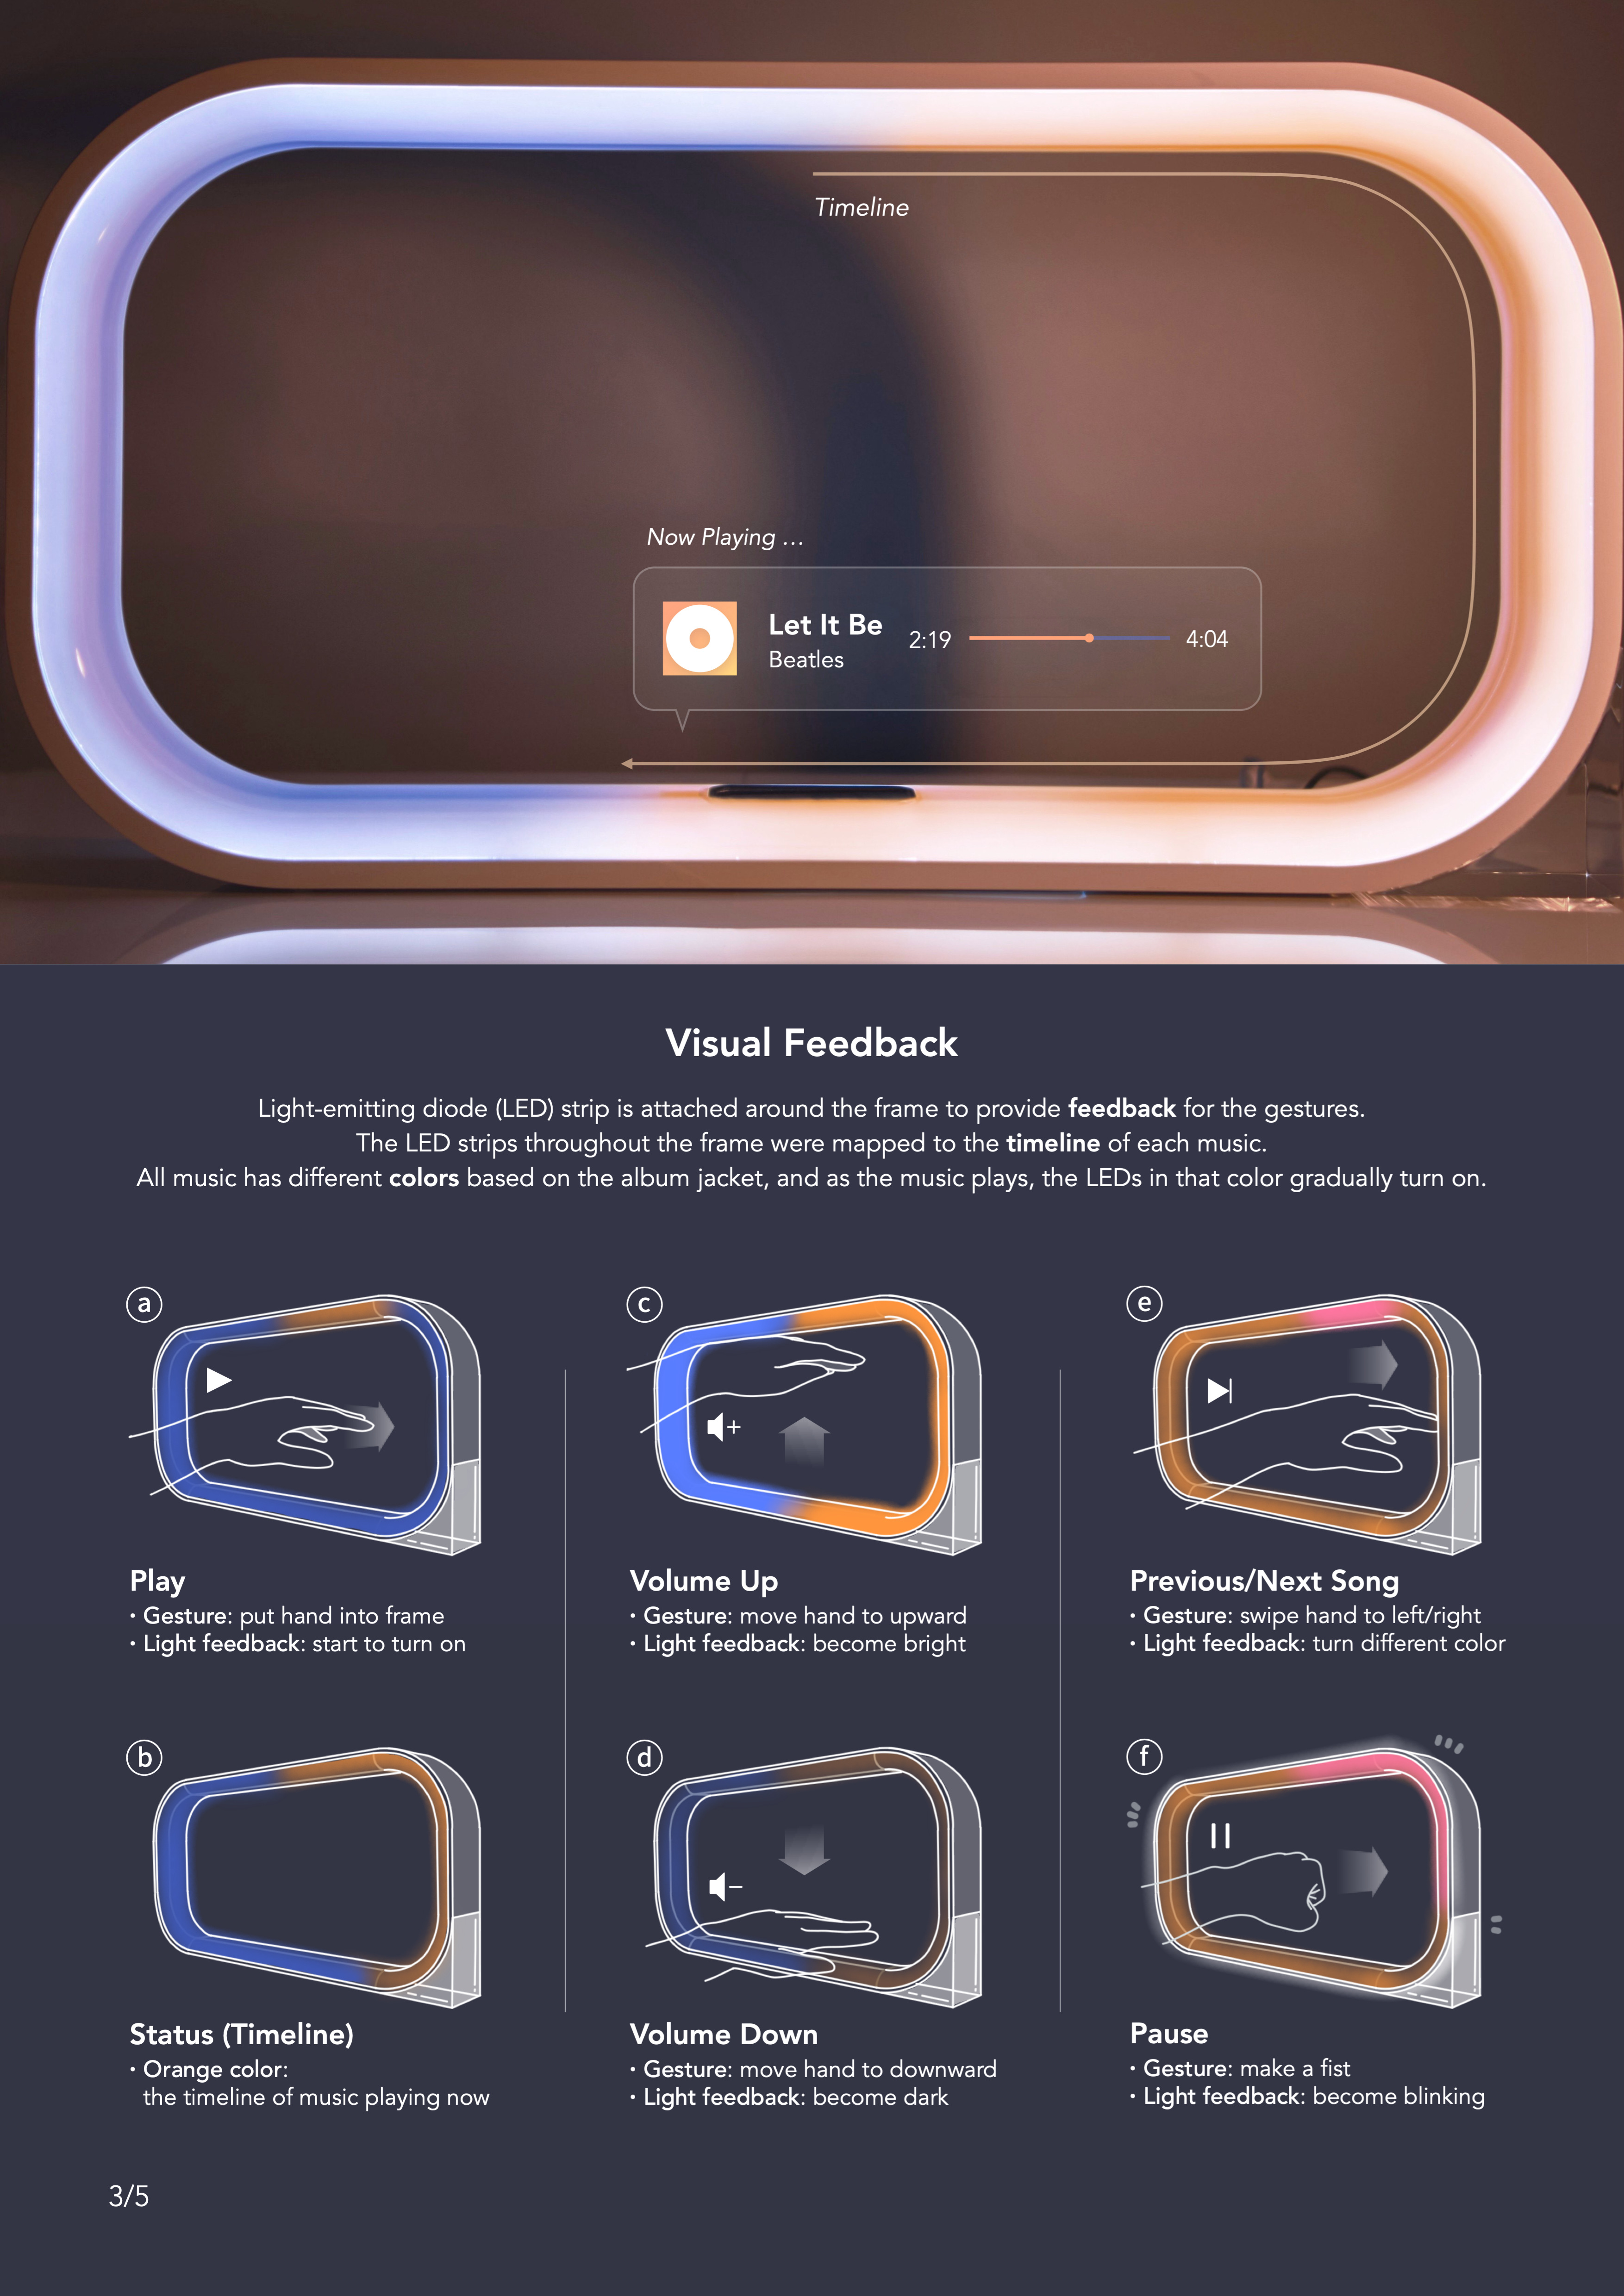 Timeline
Now Playing ...
Let It Be
Beatles
2:19
4:04
Visual Feedback
Light-emitting diode (LED) strip is attached around the frame to provide feedback for the gestures.
The LED strips throughout the frame were mapped to the timeline of each music.
All music has different colors based on the album jacket, and as the music plays, the LEDs in that color gradually turn on.
a
Play
· Gesture: put hand into frame
· Light feedback: start to turn on
b
Status (Timeline)
· Orange color:
the timeline of music playing now
c
Volume Up
· Gesture: move hand to upward
· Light feedback: become bright
d
Volume Down
· Gesture: move hand to downward
· Light feedback: become dark
e
Previous/Next Song
· Gesture: swipe hand to left/right
· Light feedback: turn different color
f
Pause
· Gesture: make a fist
· Light feedback: become blinking
3/5